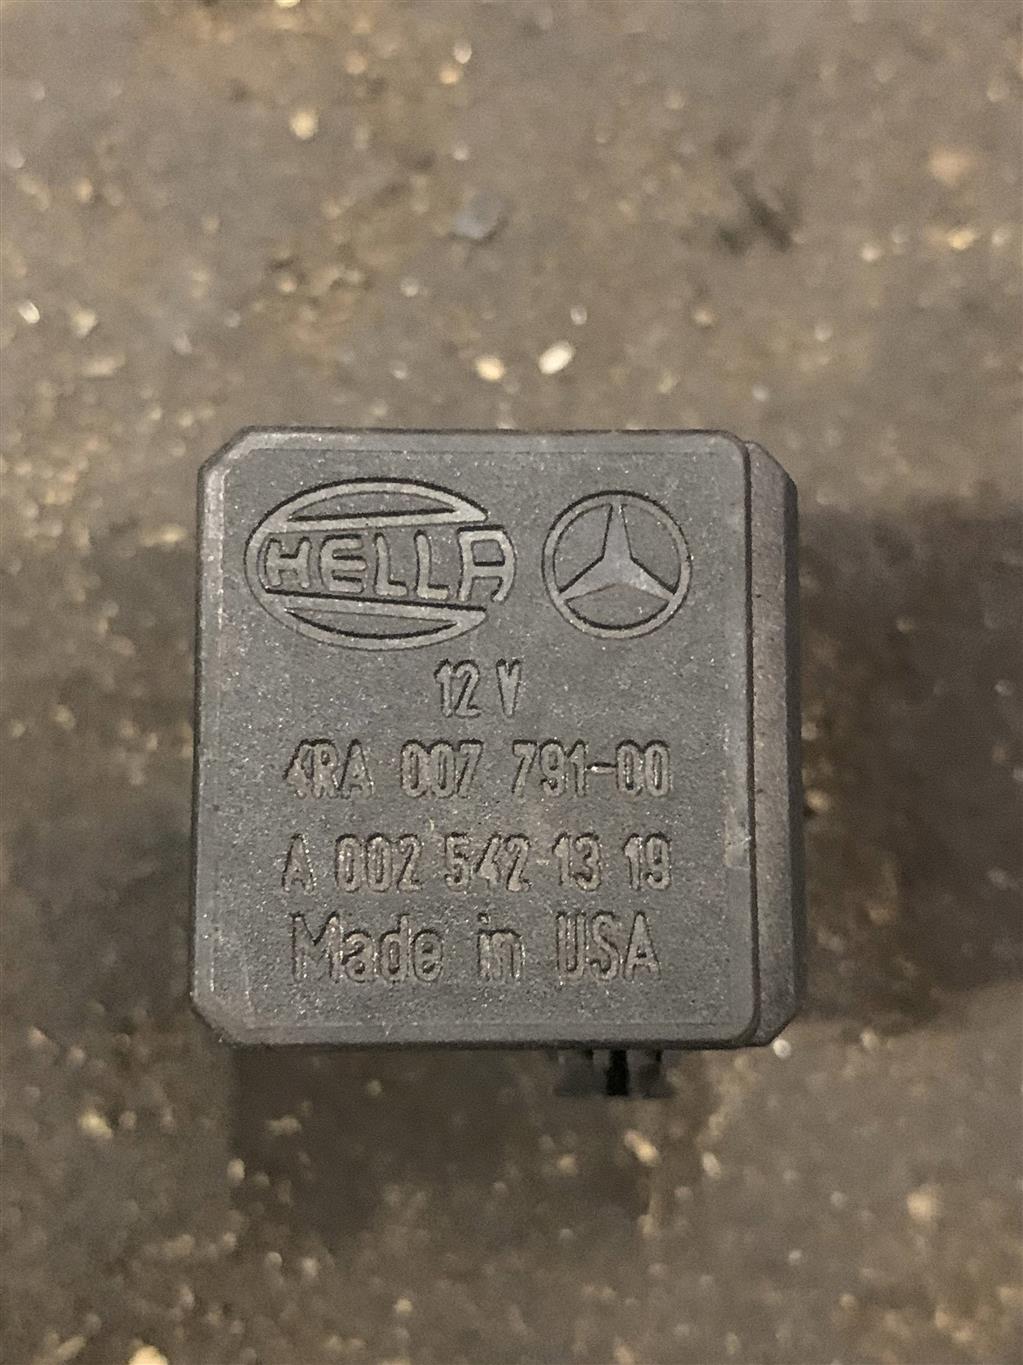 HELLA
12 V
4RA 007 791-00
A 002 542 13 19
Made in USA